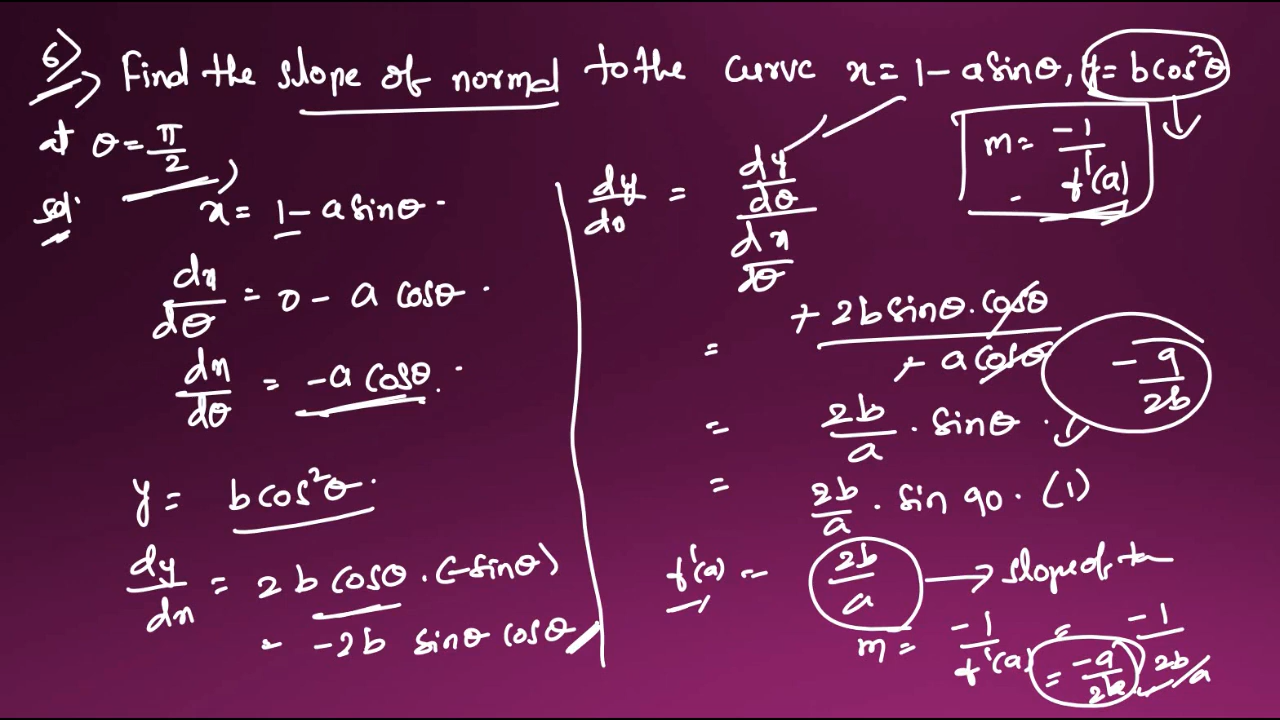 6) Find the slope of normal to the curve x = 1 - a sinθ, y = b cos²θ
at θ = π/2
sol:
x = 1 - a sinθ.
dx/dθ = 0 - a cosθ.
dx/dθ = -a cosθ.
y = b cos²θ.
dy/dx = 2 b cosθ . (-sinθ)
= -2b sinθ cosθ
m = -1/f'(a)
dy/dθ = (dy/dθ)/(dx/dθ)
= + 2b sinθ. cosθ / + a cosθ
- a/2b
= 2b/a . sinθ .
= 2b/a . sin 90 . (1)
f'(a) = 2b/a → slope of tan
m = -1/f'(a) = -1/2b/a
= -a/2b